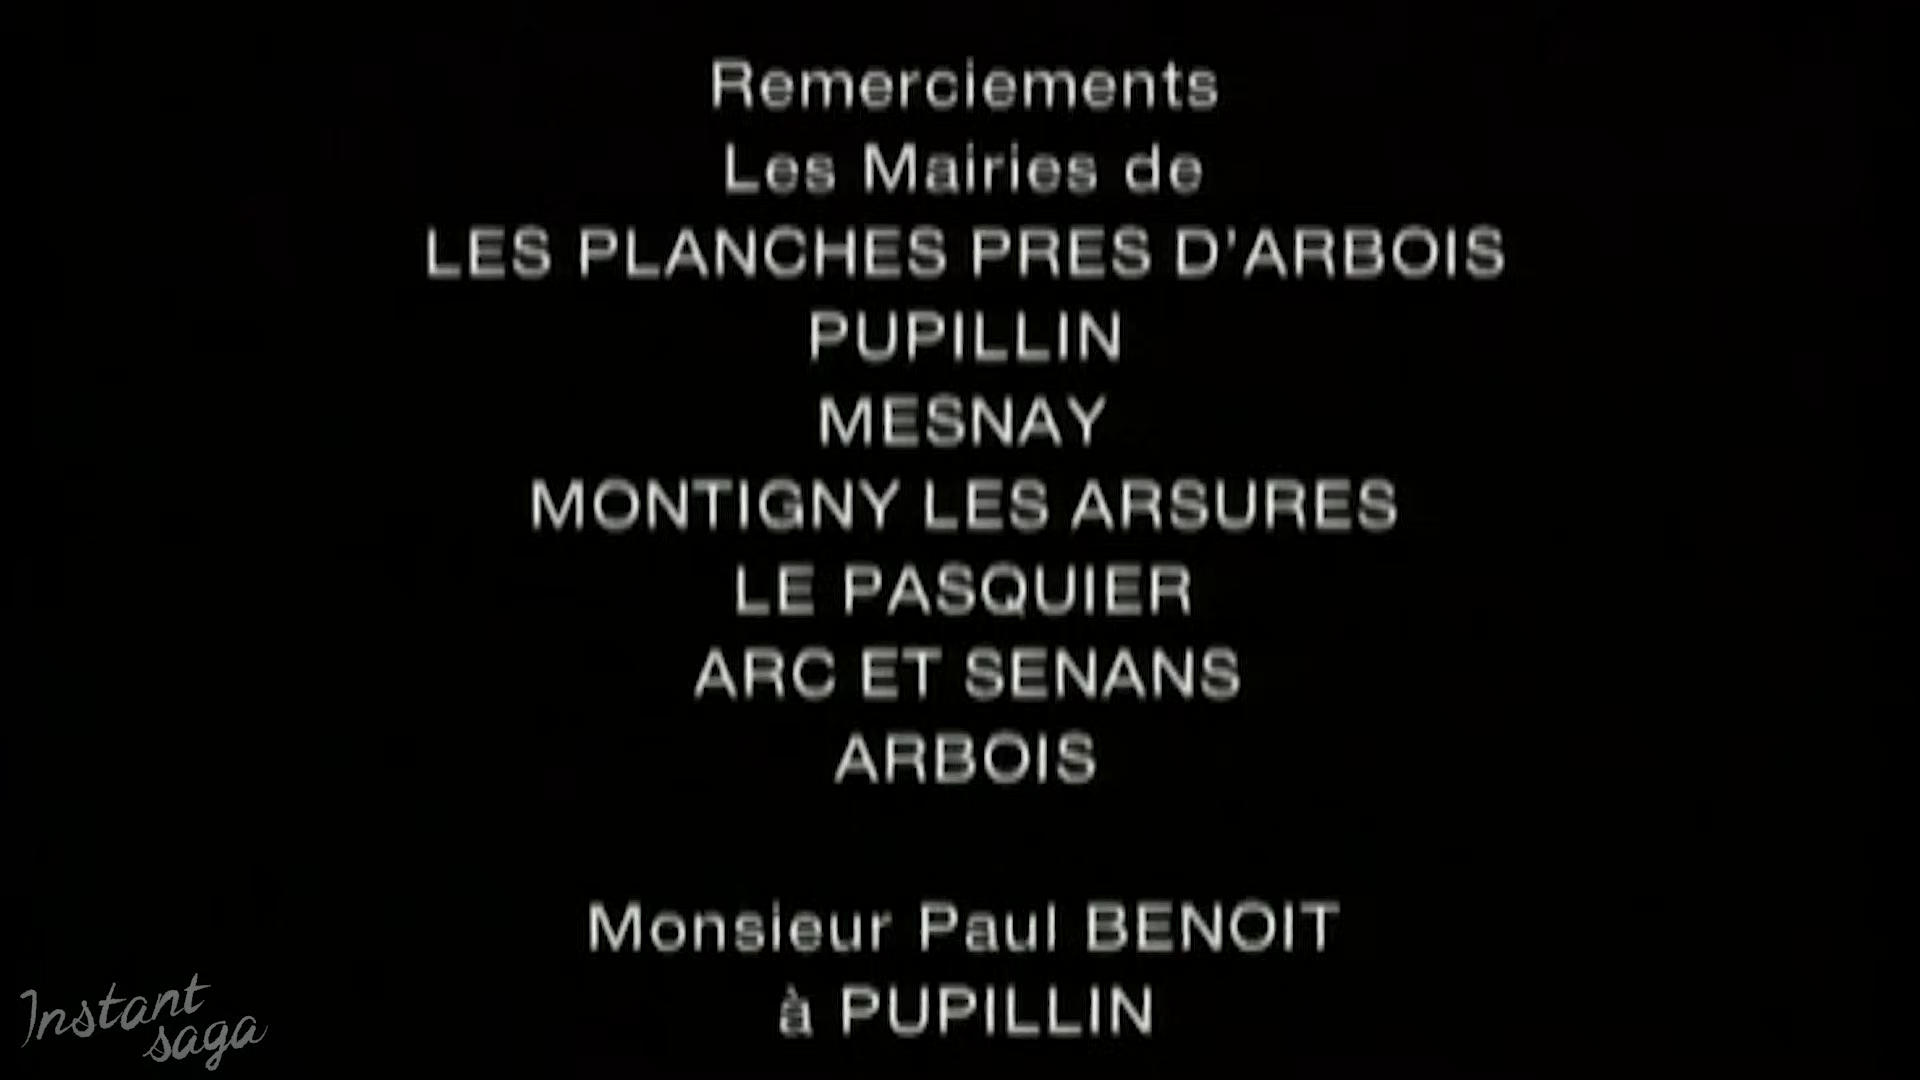 Remerciements
Les Mairies de
LES PLANCHES PRES D'ARBOIS
PUPILLIN
MESNAY
MONTIGNY LES ARSURES
LE PASQUIER
ARC ET SENANS
ARBOIS
Monsieur Paul BENOIT
à PUPILLIN
Instant
saga